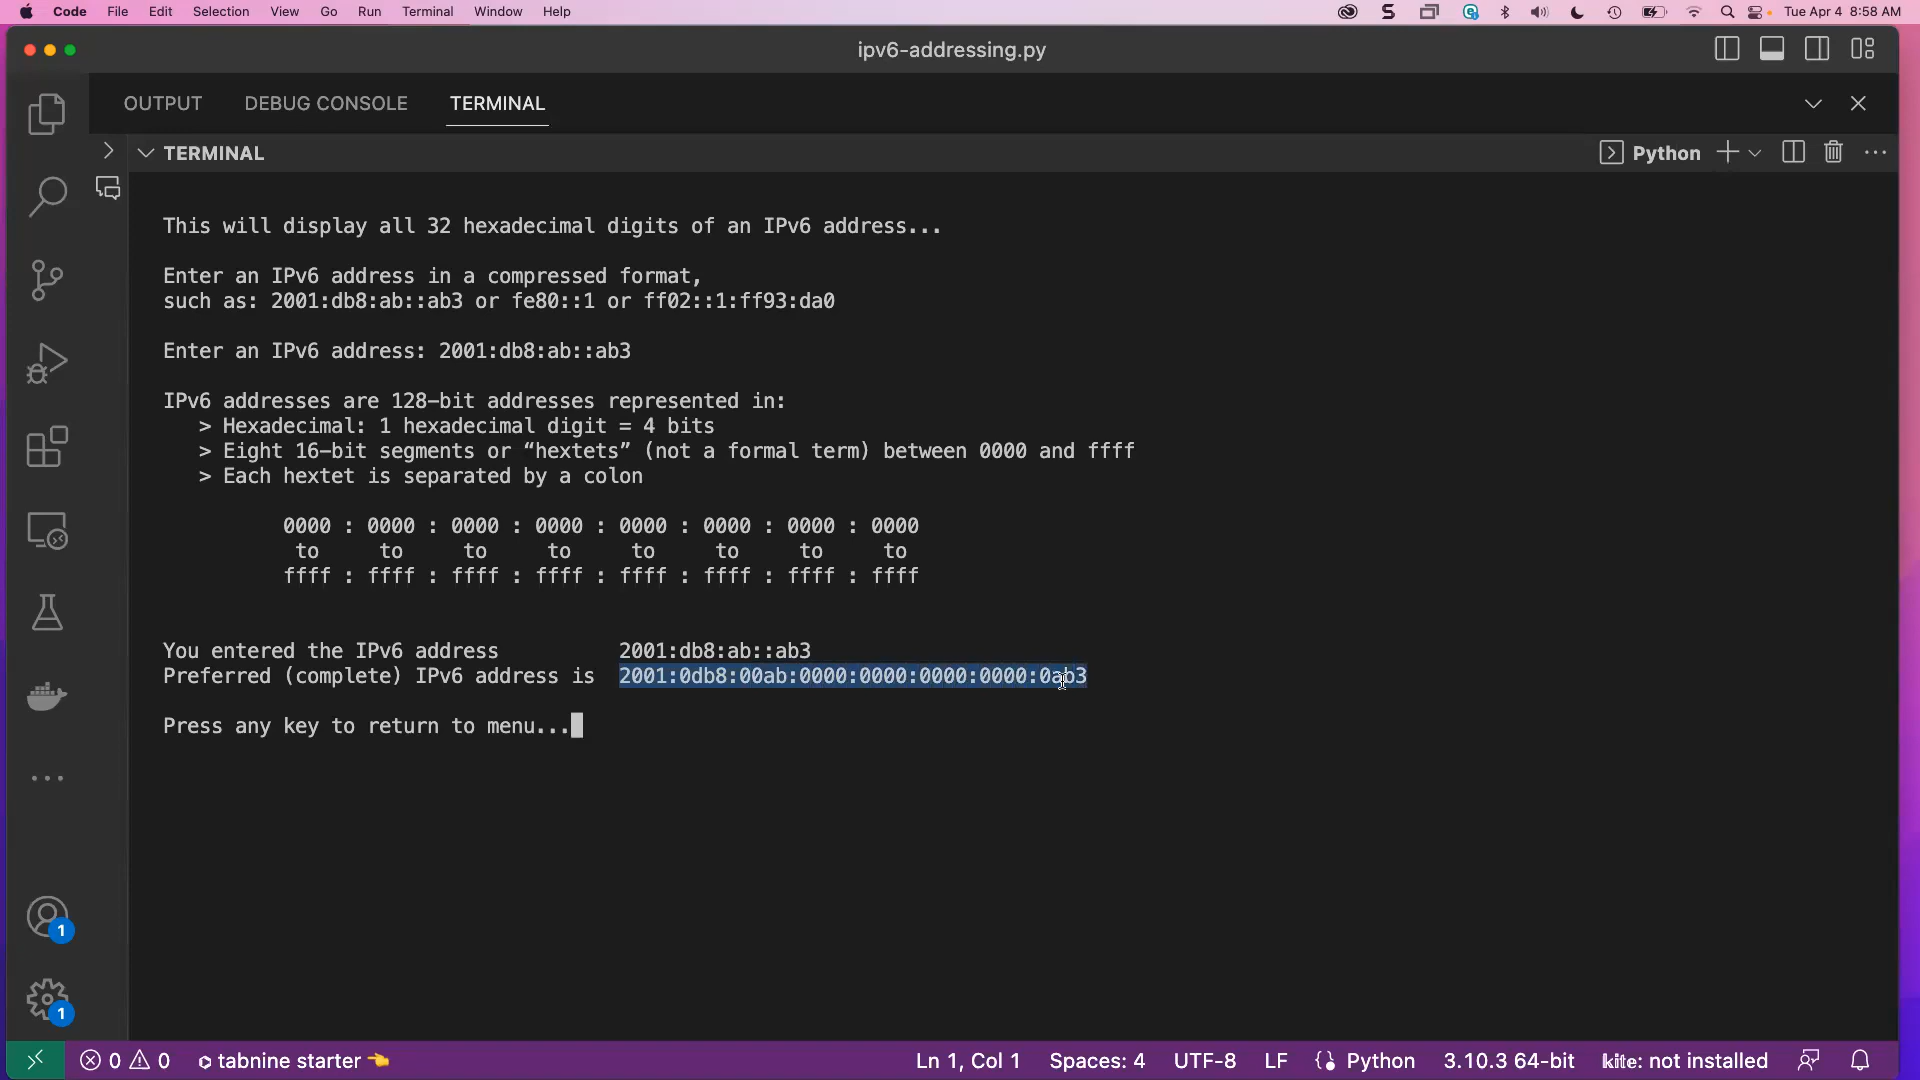 Code File Edit Selection View Go Run Terminal Window Help Tue Apr 4 8:58 AM
ipv6-addressing.py
OUTPUT DEBUG CONSOLE TERMINAL
TERMINAL Python
This will display all 32 hexadecimal digits of an IPv6 address...
Enter an IPv6 address in a compressed format,
such as: 2001:db8:ab::ab3 or fe80::1 or ff02::1:ff93:da0
Enter an IPv6 address: 2001:db8:ab::ab3
IPv6 addresses are 128-bit addresses represented in:
> Hexadecimal: 1 hexadecimal digit = 4 bits
> Eight 16-bit segments or “hextets” (not a formal term) between 0000 and ffff
> Each hextet is separated by a colon
0000 : 0000 : 0000 : 0000 : 0000 : 0000 : 0000 : 0000
to to to to to to to to
ffff : ffff : ffff : ffff : ffff : ffff : ffff : ffff
You entered the IPv6 address 2001:db8:ab::ab3
Preferred (complete) IPv6 address is 2001:0db8:00ab:0000:0000:0000:0000:0ab3
Press any key to return to menu...
1
1
0 0 tabnine starter Ln 1, Col 1 Spaces: 4 UTF-8 LF Python 3.10.3 64-bit kite: not installed